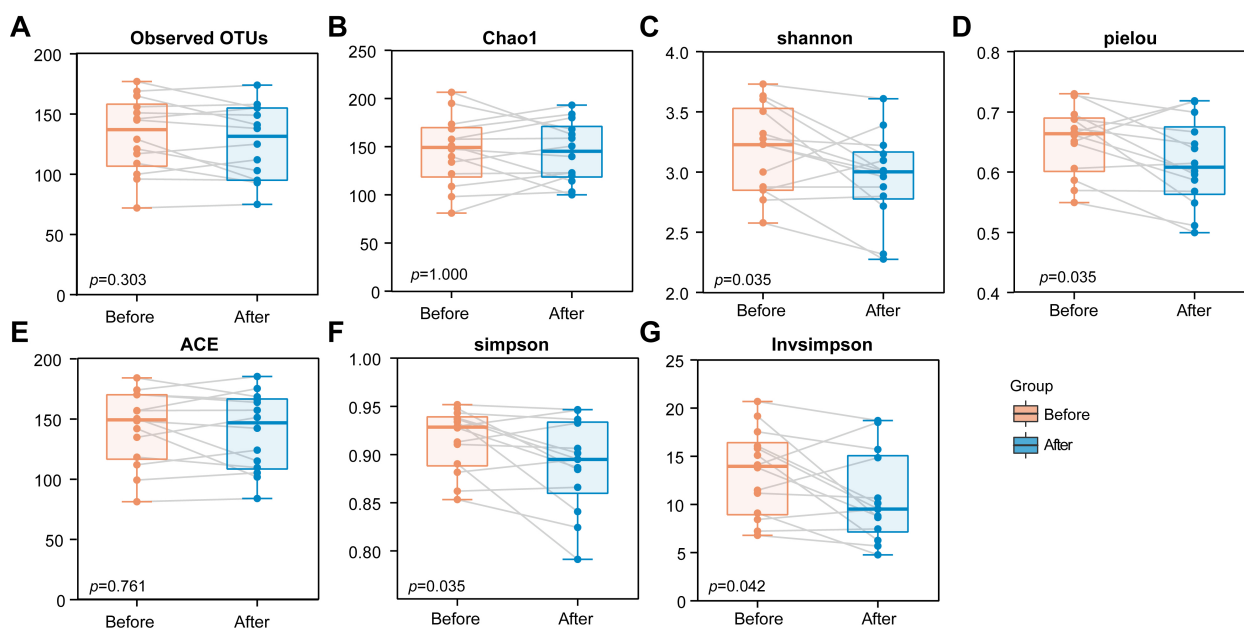 A
Observed OTUs
200
150
100
50
0
p=0.303
Before
After
B
Chao1
250
200
150
100
50
0
p=1.000
Before
After
C
shannon
4.0
3.5
3.0
2.5
2.0
p=0.035
Before
After
D
pielou
0.8
0.7
0.6
0.5
0.4
p=0.035
Before
After
E
ACE
200
150
100
50
0
p=0.761
Before
After
F
simpson
1.00
0.95
0.90
0.85
0.80
p=0.035
Before
After
G
Invsimpson
25
20
15
10
5
0
p=0.042
Before
After
Group
Before
After